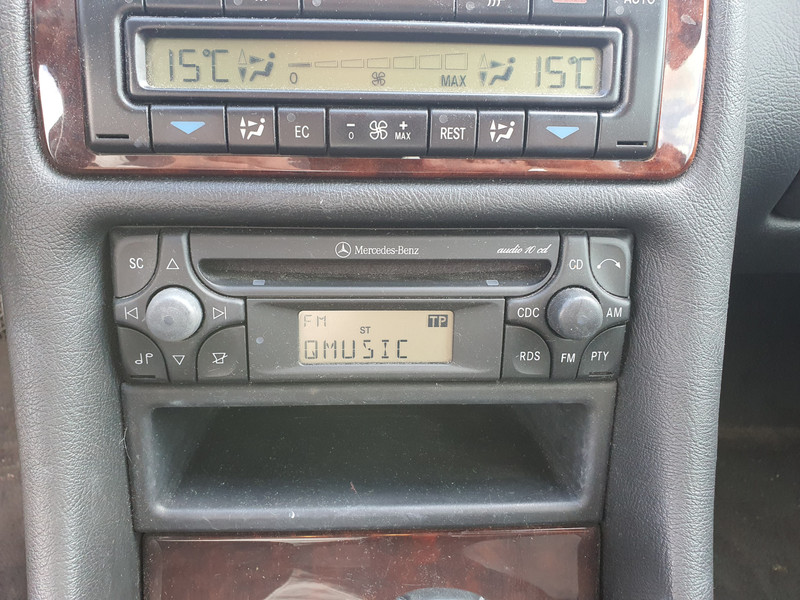 AUTO
15°C 0 MAX 15°C
EC - 0 + MAX REST
Mercedes-Benz audio 10 cd
SC CD
CDC AM
FM TP
ST
QMUSIC
RDS FM PTY